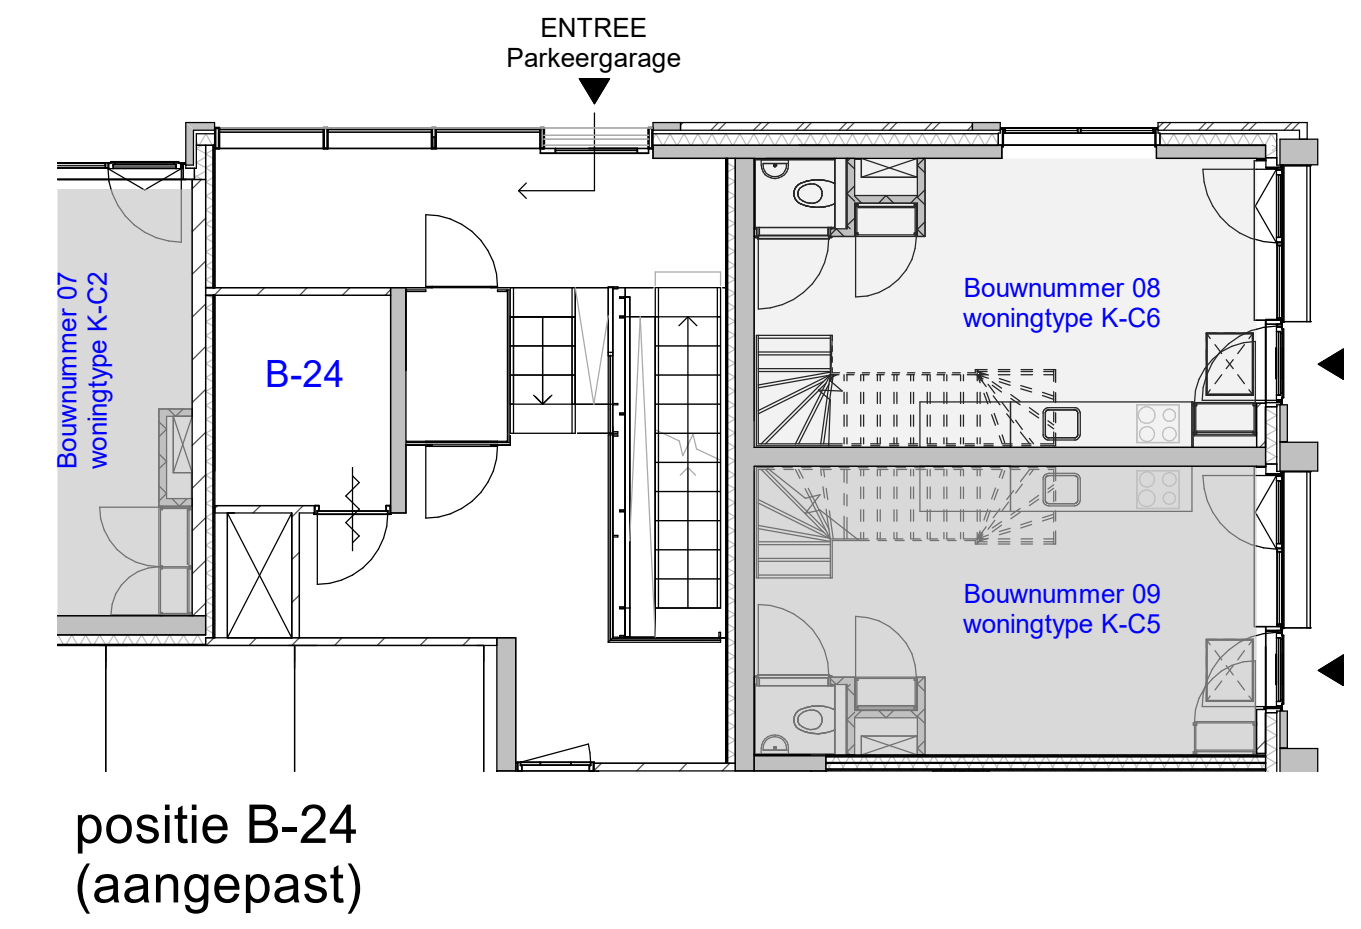 ENTREE
Parkeergarage
Bouwnummer 07
woningtype K-C2
B-24
Bouwnummer 08
woningtype K-C6
Bouwnummer 09
woningtype K-C5
positie B-24
(aangepast)